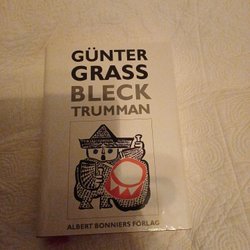 GÜNTER
GRASS
BLECK
TRUMMAN
ALBERT BONNIERS FÖRLAG